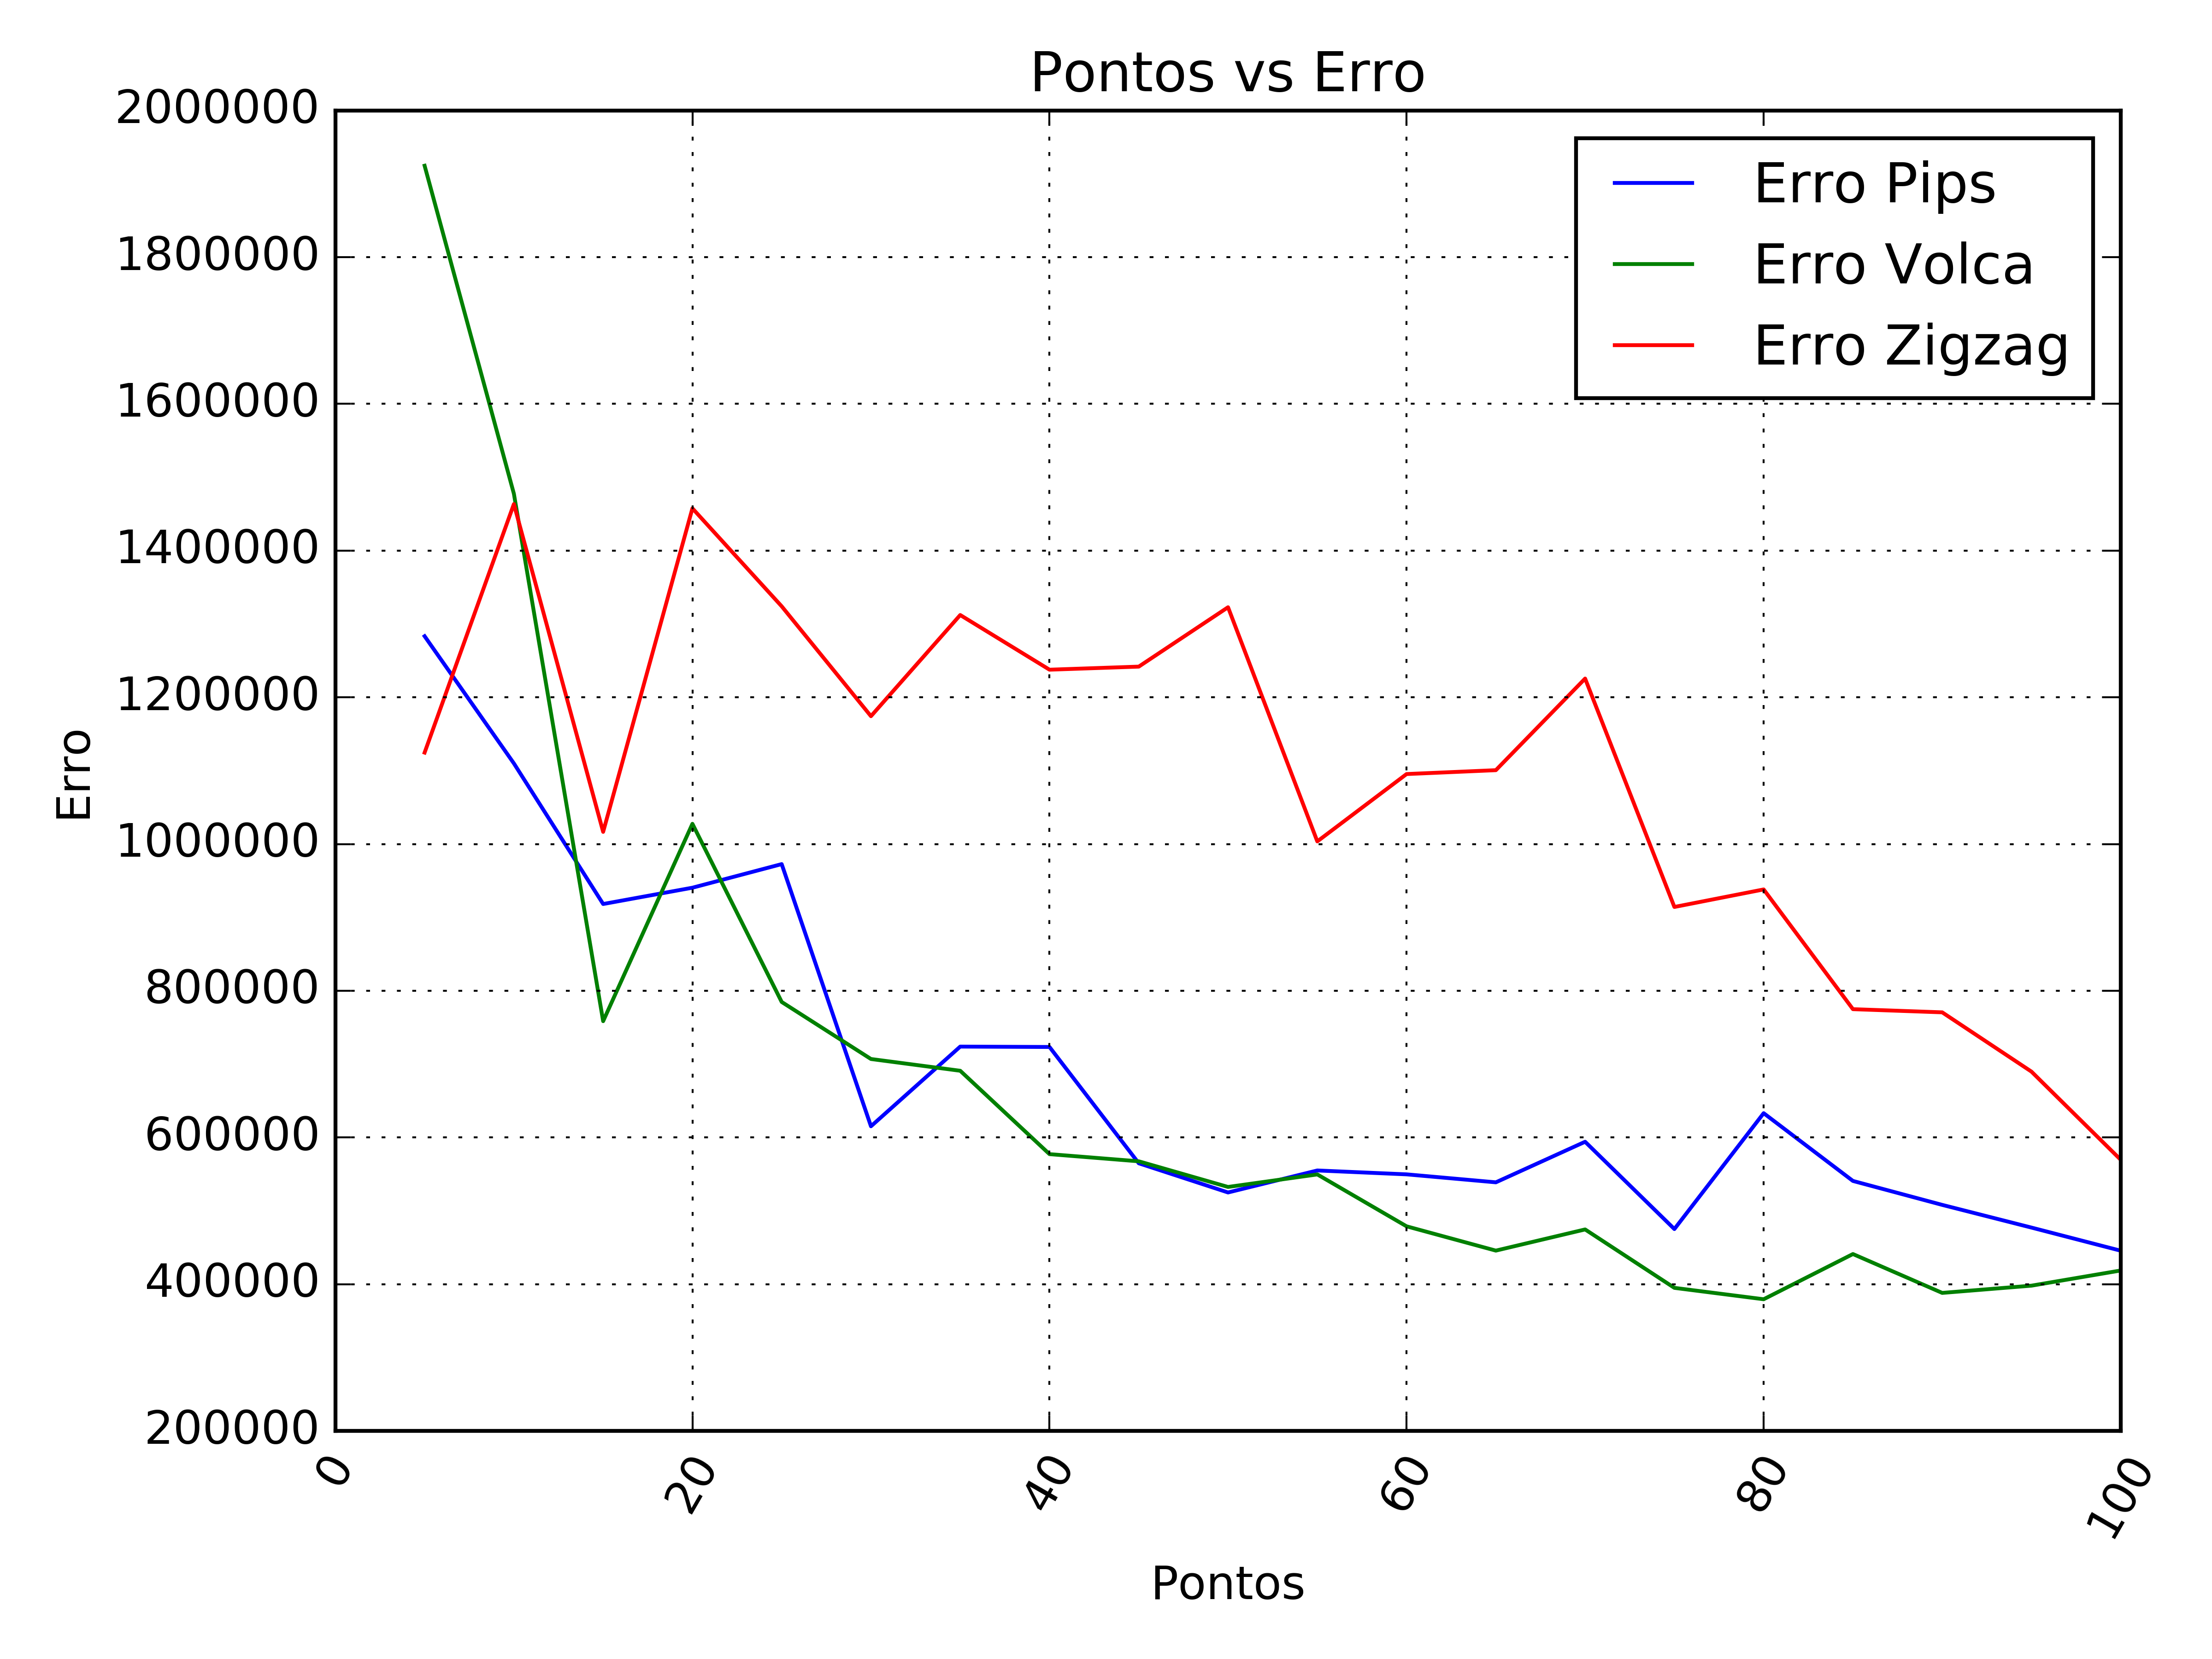 Pontos vs Erro
2000000
1800000
1600000
1400000
1200000
1000000
800000
600000
400000
200000
Erro
Erro Pips
Erro Volca
Erro Zigzag
0 20 40 60 80 100
Pontos